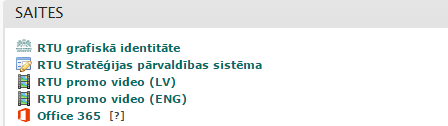 SAITES
RTU grafiskā identitāte
RTU Stratēģijas pārvaldības sistēma
RTU promo video (LV)
RTU promo video (ENG)
Office 365 [?]